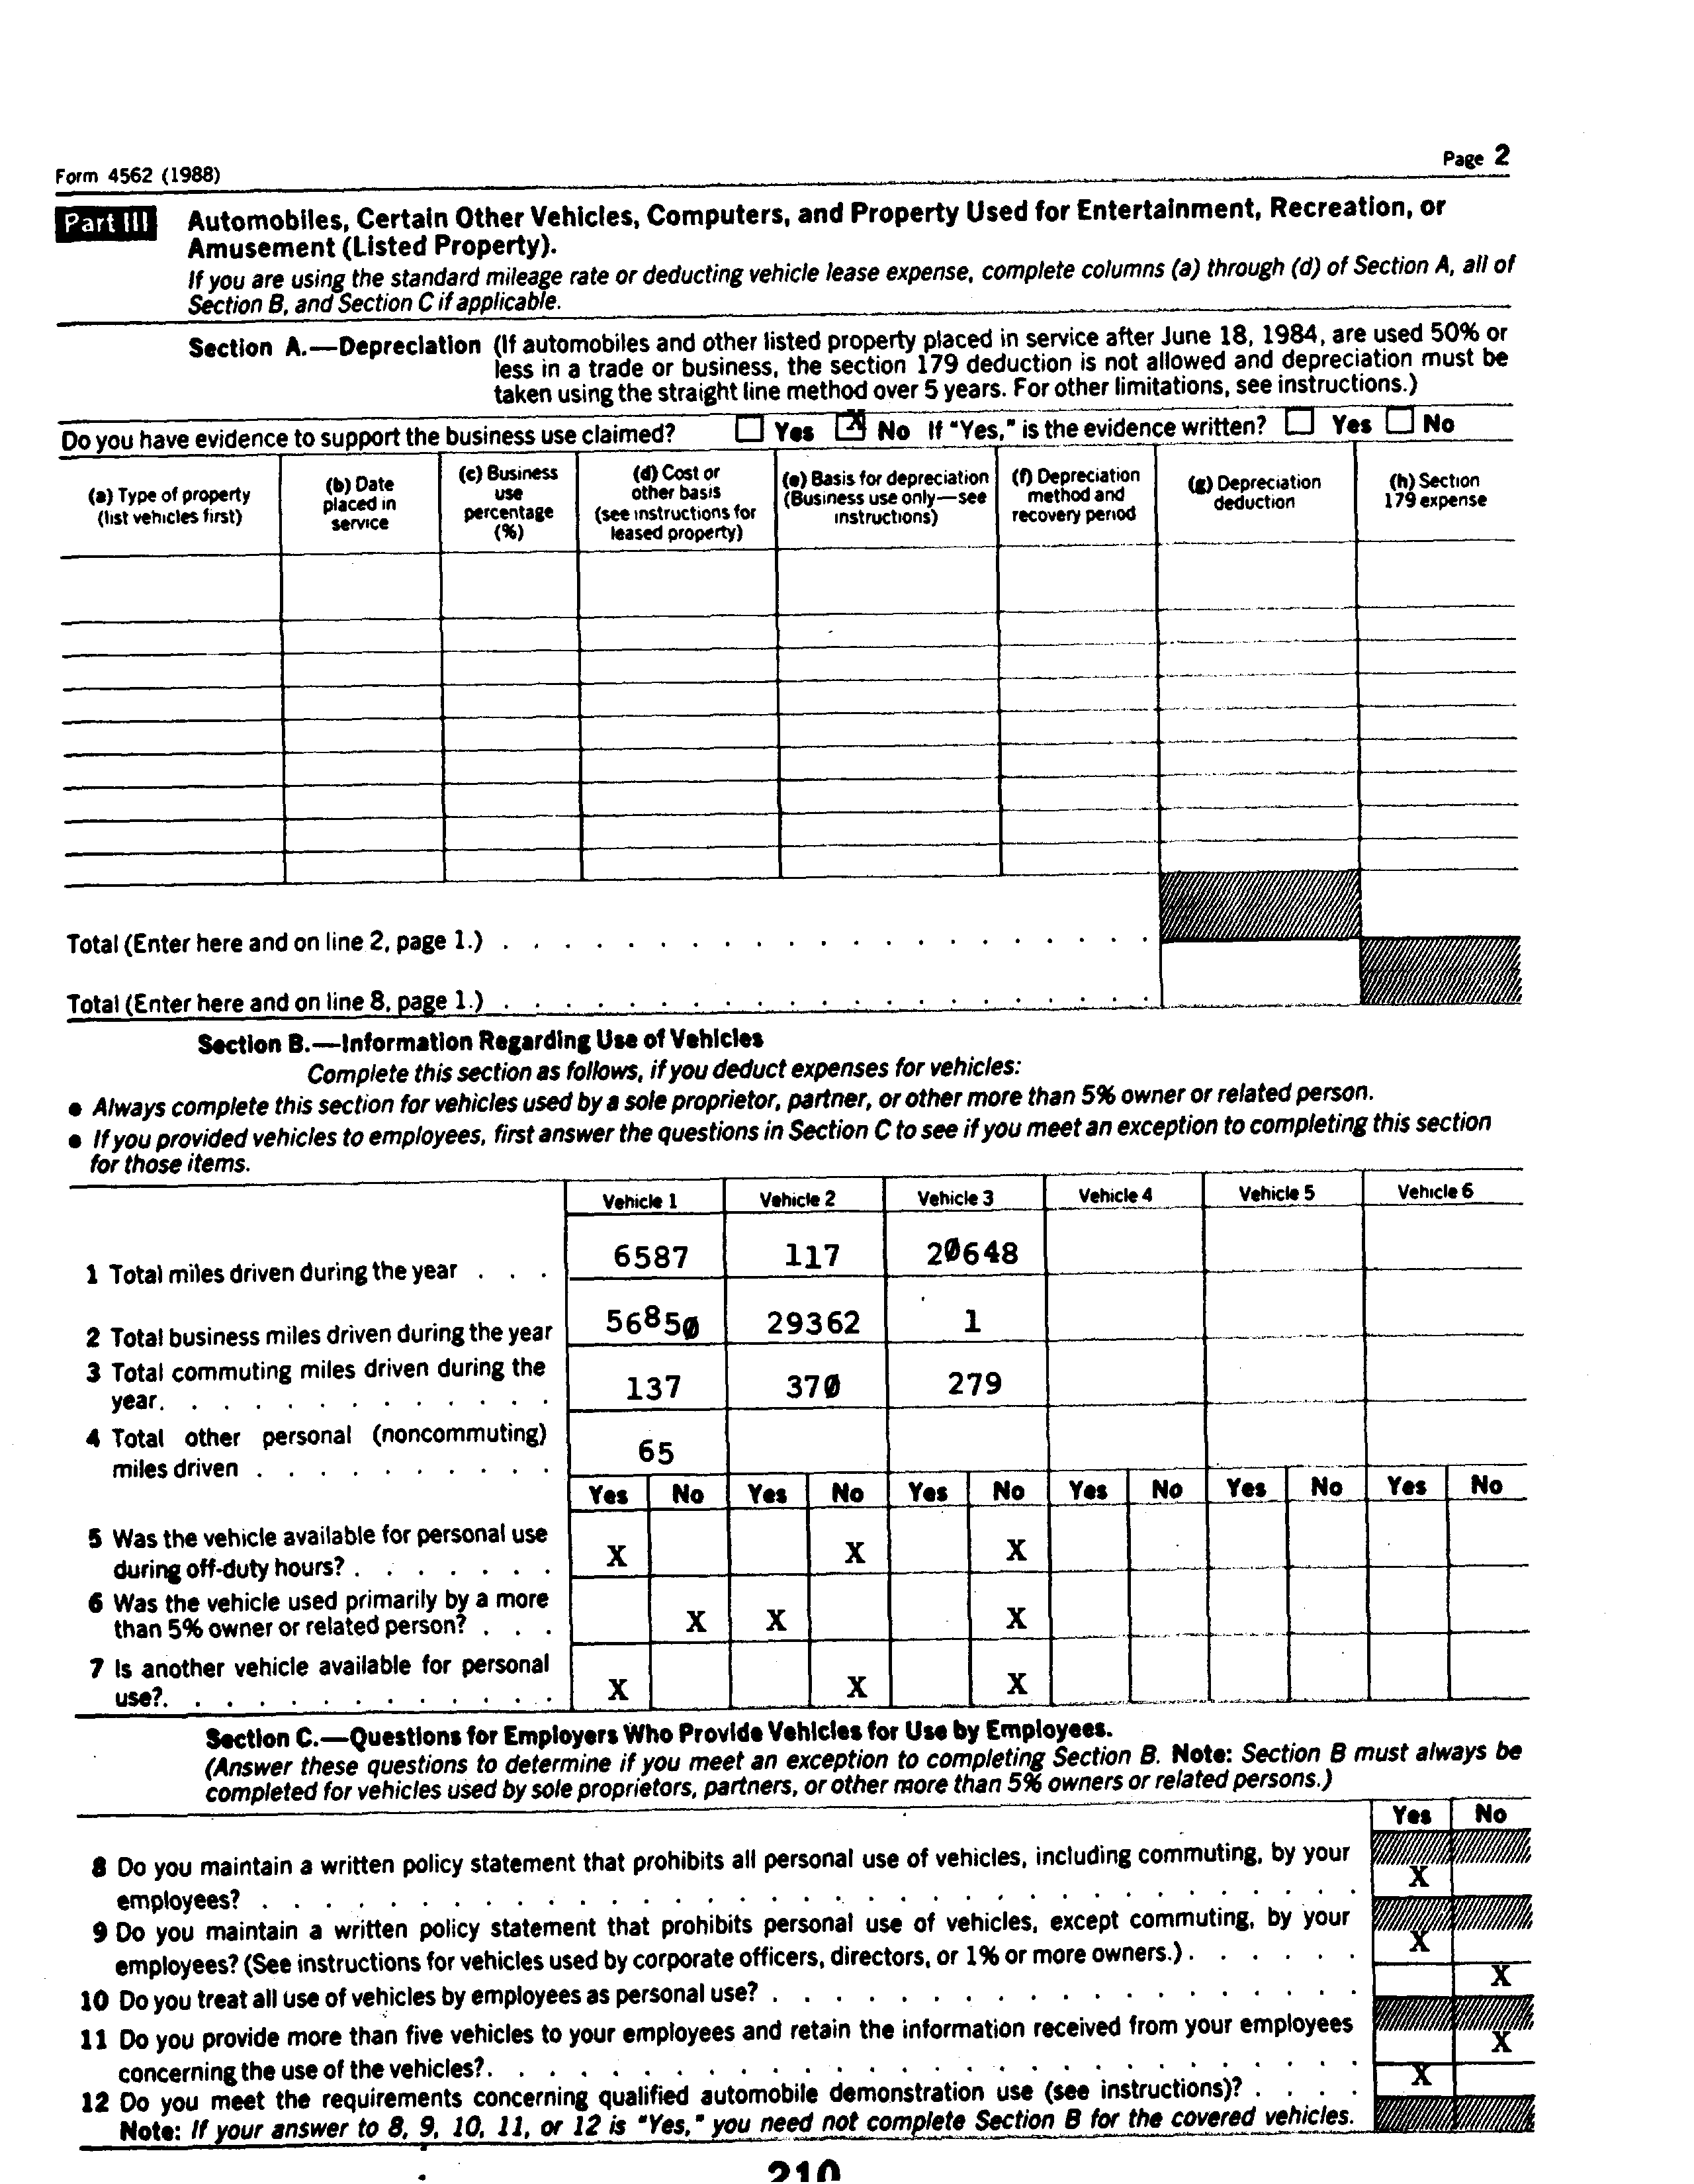 Form 4562 (1988)
Page 2
Part III
Automobiles, Certain Other Vehicles, Computers, and Property Used for Entertainment, Recreation, or
Amusement (Listed Property).
If you are using the standard mileage rate or deducting vehicle lease expense, complete columns (a) through (d) of Section A, all of
Section B, and Section C if applicable.
Section A.—Depreciation (If automobiles and other listed property placed in service after June 18, 1984, are used 50% or
less in a trade or business, the section 179 deduction is not allowed and depreciation must be
taken using the straight line method over 5 years. For other limitations, see instructions.)
Do you have evidence to support the business use claimed? Yes X No If "Yes," is the evidence written? Yes No
(a) Type of property
(list vehicles first)
(b) Date
placed in
service
(c) Business
use
percentage
(%)
(d) Cost or
other basis
(see instructions for
leased property)
(e) Basis for depreciation
(Business use only—see
instructions)
(f) Depreciation
method and
recovery period
(g) Depreciation
deduction
(h) Section
179 expense
Total (Enter here and on line 2, page 1.) . . . . . . . . . . . . . . . . . . . . .
Total (Enter here and on line 8, page 1.) . . . . . . . . . . . . . . . . . . . . .
Section B.—Information Regarding Use of Vehicles
Complete this section as follows, if you deduct expenses for vehicles:
● Always complete this section for vehicles used by a sole proprietor, partner, or other more than 5% owner or related person.
● If you provided vehicles to employees, first answer the questions in Section C to see if you meet an exception to completing this section
for those items.
Vehicle 1 Vehicle 2 Vehicle 3 Vehicle 4 Vehicle 5 Vehicle 6
1 Total miles driven during the year . . . 6587 117 20648
2 Total business miles driven during the year 56850 29362 1
3 Total commuting miles driven during the
year. . . . . . . . . . . . . 137 370 279
4 Total other personal (noncommuting)
miles driven . . . . . . . . . . 65
Yes No Yes No Yes No Yes No Yes No Yes No
5 Was the vehicle available for personal use
during off-duty hours? . . . . . . . X X X
6 Was the vehicle used primarily by a more
than 5% owner or related person? . . . X X X
7 Is another vehicle available for personal
use?. . . . . . . . . . . . . X X X
Section C.—Questions for Employers Who Provide Vehicles for Use by Employees.
(Answer these questions to determine if you meet an exception to completing Section B. Note: Section B must always be
completed for vehicles used by sole proprietors, partners, or other more than 5% owners or related persons.)
Yes No
8 Do you maintain a written policy statement that prohibits all personal use of vehicles, including commuting, by your
employees? . . . . . . . . . . . . . . . . . . . . . . . . . . . . . . . . . . X
9 Do you maintain a written policy statement that prohibits personal use of vehicles, except commuting, by your
employees? (See instructions for vehicles used by corporate officers, directors, or 1% or more owners.) . . . . . . X
10 Do you treat all use of vehicles by employees as personal use? . . . . . . . . . . . . . . . . . . X
11 Do you provide more than five vehicles to your employees and retain the information received from your employees
concerning the use of the vehicles?. . . . . . . . . . . . . . . . . . . . . . . . . . . X
12 Do you meet the requirements concerning qualified automobile demonstration use (see instructions)? . . . . X
Note: If your answer to 8, 9, 10, 11, or 12 is "Yes," you need not complete Section B for the covered vehicles.
210